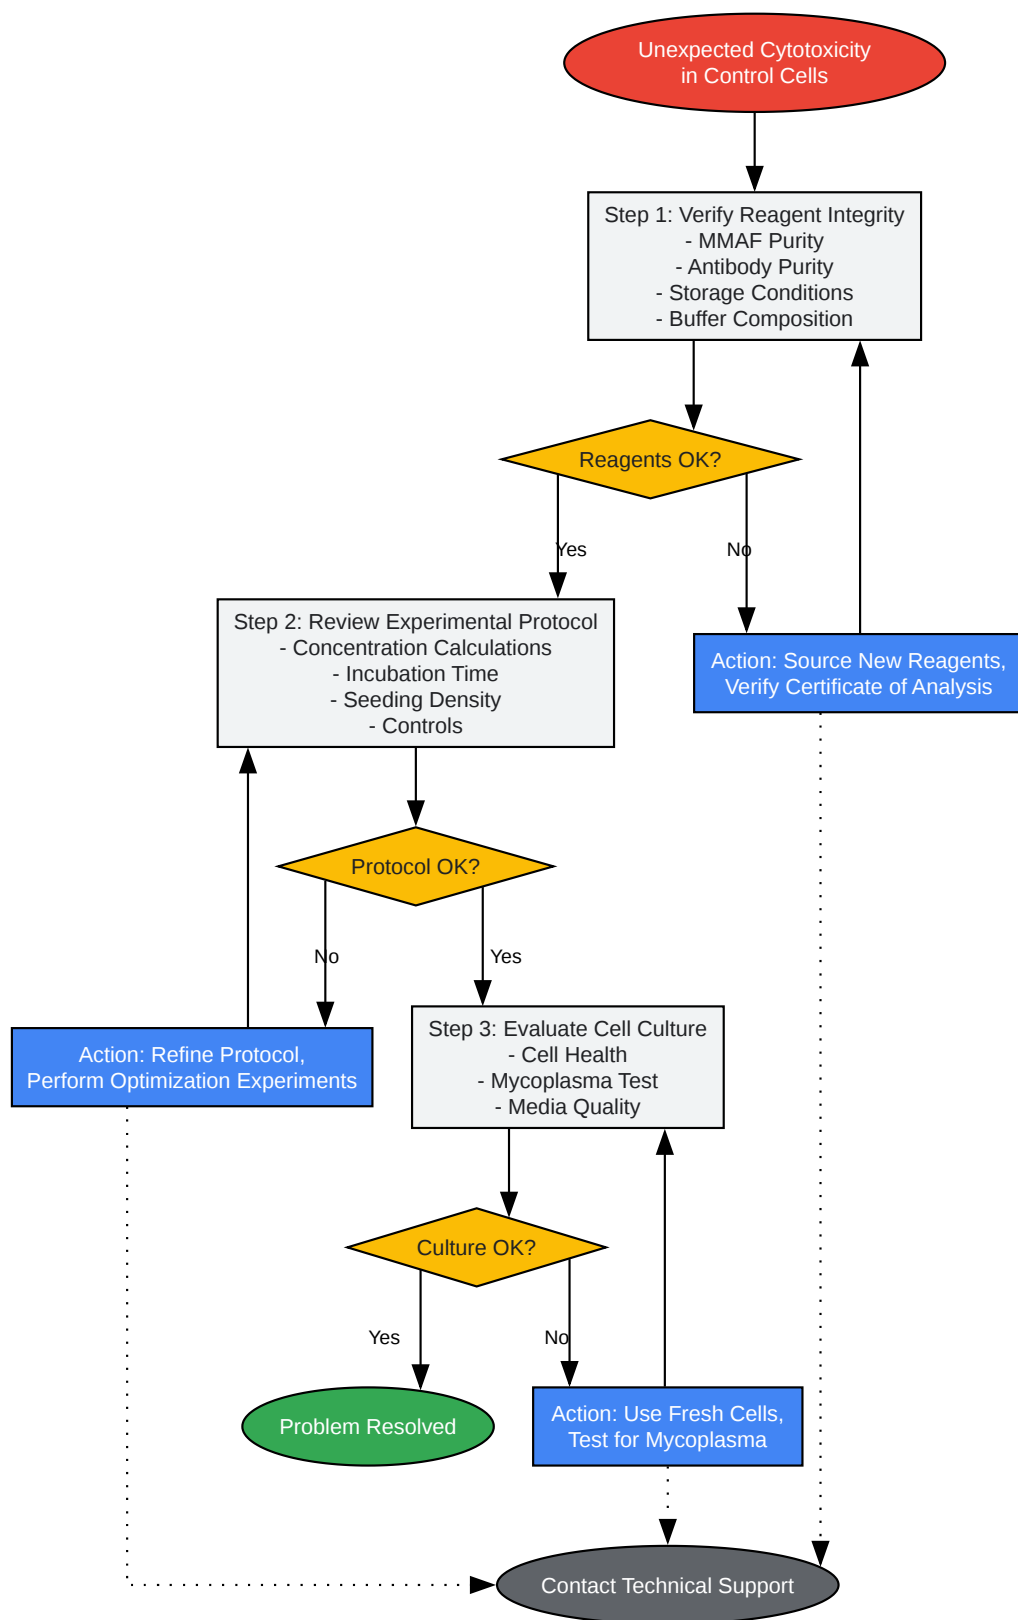 Unexpected Cytotoxicity
in Control Cells
Step 1: Verify Reagent Integrity
- MMAF Purity
- Antibody Purity
- Storage Conditions
- Buffer Composition
Reagents OK?
Yes
No
Step 2: Review Experimental Protocol
- Concentration Calculations
- Incubation Time
- Seeding Density
- Controls
Action: Source New Reagents,
Verify Certificate of Analysis
Protocol OK?
No
Yes
Action: Refine Protocol,
Perform Optimization Experiments
Step 3: Evaluate Cell Culture
- Cell Health
- Mycoplasma Test
- Media Quality
Culture OK?
Yes
No
Problem Resolved
Action: Use Fresh Cells,
Test for Mycoplasma
Contact Technical Support